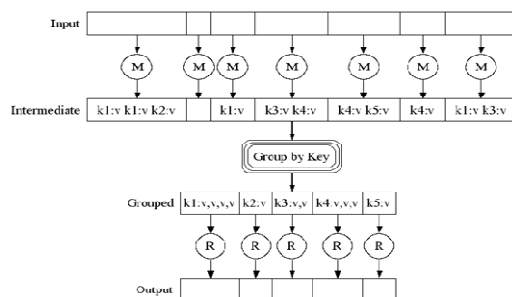 Input
M M M M M M M
Intermediate k1:v k1:v k2:v k1:v k3:v k4:v k4:v k5:v k4:v k1:v k3:v
Group by Key
Grouped k1:v,v,v,v k2:v k3:v,v k4:v,v,v k5:v
R R R R R
Output